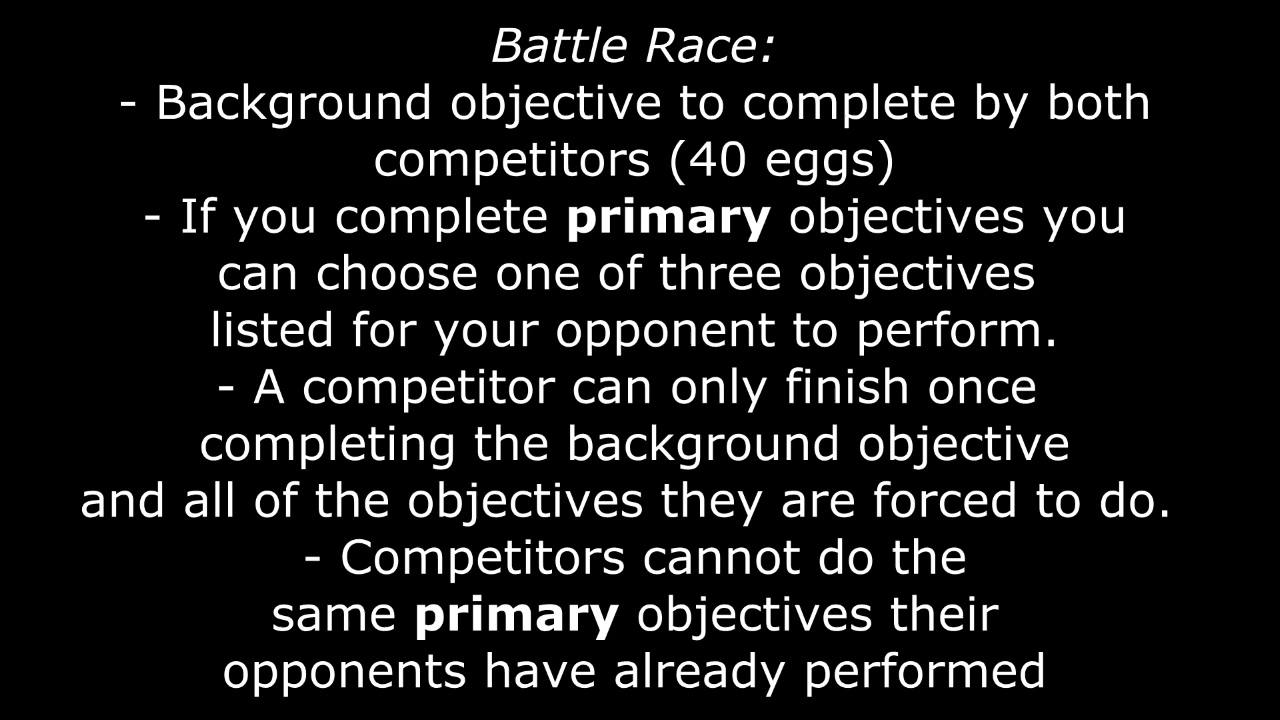 Battle Race:
- Background objective to complete by both
competitors (40 eggs)
- If you complete primary objectives you
can choose one of three objectives
listed for your opponent to perform.
- A competitor can only finish once
completing the background objective
and all of the objectives they are forced to do.
- Competitors cannot do the
same primary objectives their
opponents have already performed